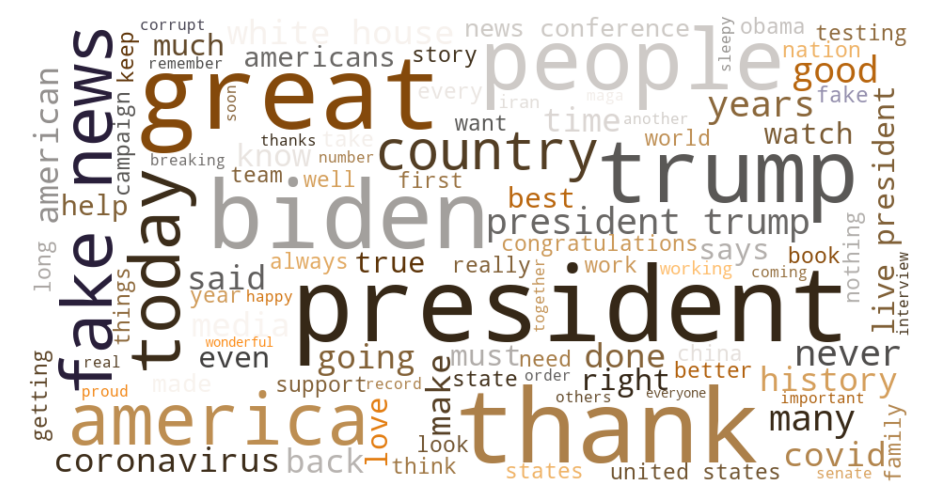 corrupt
white house
news conference
obama
testing
fake news
keep
much
remember
americans
story
people
sleepy
nation
good
american
great
soon
every
iran
maga
fake
campaign
thanks
take
want
time
another
years
watch
world
breaking
know
number
country
trump
live president
long
help
today
team
well
first
best
biden
president trump
congratulations
says
book
nothing
things
said
always
true
really
together
work
working
coming
interview
year
happy
president
media
wonderful
getting
real
even
going
make
must
need
done
china
never
proud
made
support
record
state
order
right
better
history
america
love
thank
others
everyone
important
many
coronavirus
back
look
think
states
united states
covid
senate
family